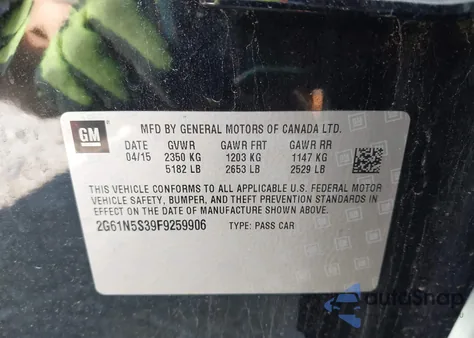 GM
MFD BY GENERAL MOTORS OF CANADA LTD.
DATE GVWR GAWR FRT GAWR RR
04/15 2350 KG 1203 KG 1147 KG
5182 LB 2653 LB 2529 LB
THIS VEHICLE CONFORMS TO ALL APPLICABLE U.S. FEDERAL MOTOR
VEHICLE SAFETY, BUMPER, AND THEFT PREVENTION STANDARDS
IN EFFECT ON THE DATE OF MANUFACTURE SHOWN ABOVE.
2G61N5S39F9259906 TYPE: PASS CAR
autoSnap